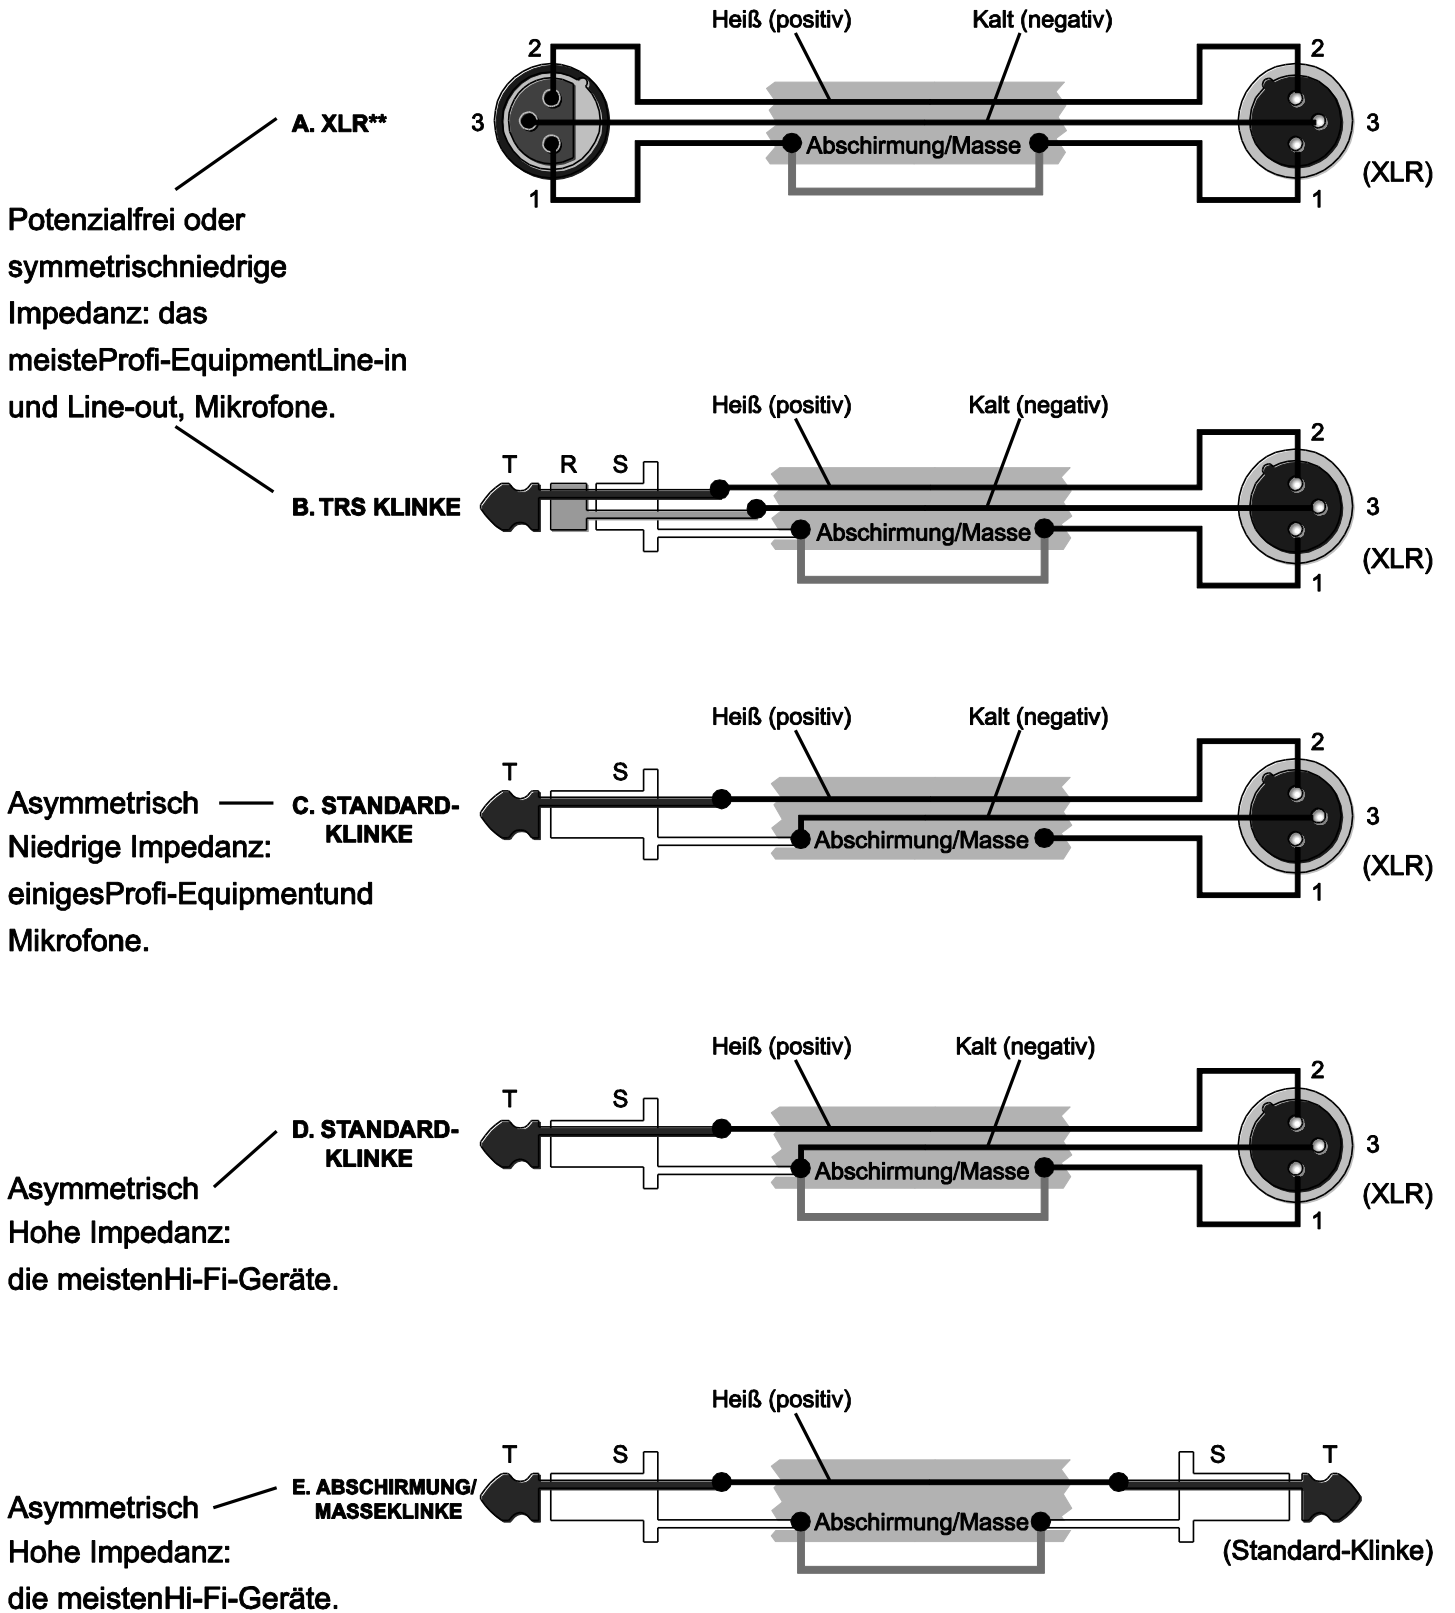 Heiß (positiv) Kalt (negativ)
2 2
A. XLR** 3 3
Abschirmung/Masse
(XLR)
1 1
Potenzialfrei oder
symmetrischniedrige
Impedanz: das
meisteProfi-EquipmentLine-in
und Line-out, Mikrofone.
Heiß (positiv) Kalt (negativ)
2
T R S
B. TRS KLINKE 3
Abschirmung/Masse
(XLR)
1
Heiß (positiv) Kalt (negativ)
2
T S
Asymmetrisch C. STANDARD-
KLINKE 3
Abschirmung/Masse
Niedrige Impedanz:
(XLR)
1
einigesProfi-Equipmentund
Mikrofone.
Heiß (positiv) Kalt (negativ)
2
T S
D. STANDARD-
KLINKE 3
Abschirmung/Masse
Asymmetrisch (XLR)
1
Hohe Impedanz:
die meistenHi-Fi-Geräte.
Heiß (positiv)
T S S T
E. ABSCHIRMUNG/
MASSEKLINKE
Asymmetrisch
Abschirmung/Masse
Hohe Impedanz: (Standard-Klinke)
die meistenHi-Fi-Geräte.